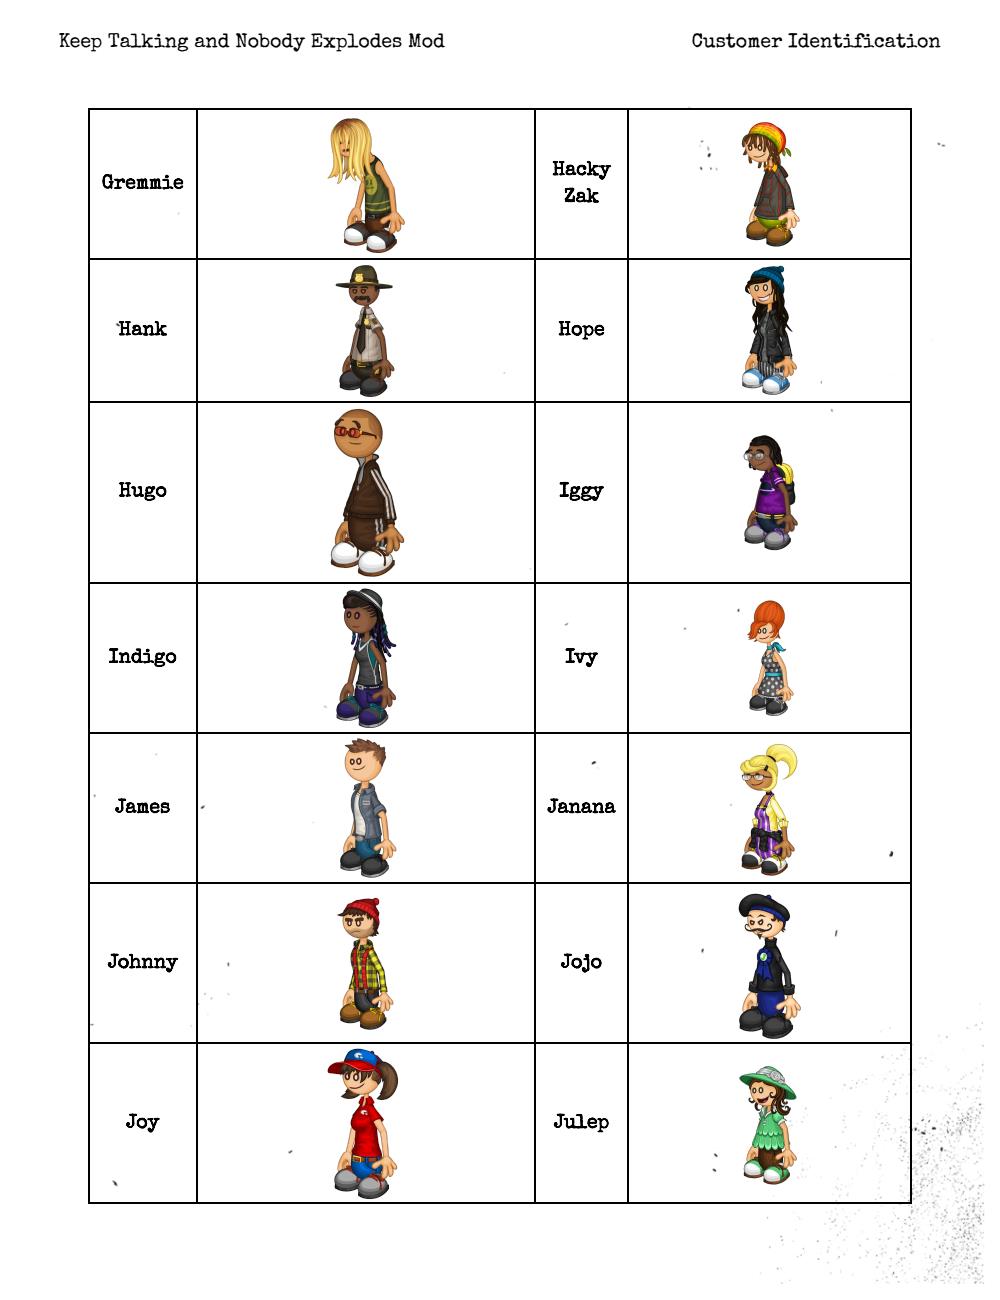 Keep Talking and Nobody Explodes Mod
Customer Identification
Gremmie
Hacky
Zak
Hank
Hope
Hugo
Iggy
Indigo
Ivy
James
Janana
Johnny
Jojo
Joy
Julep